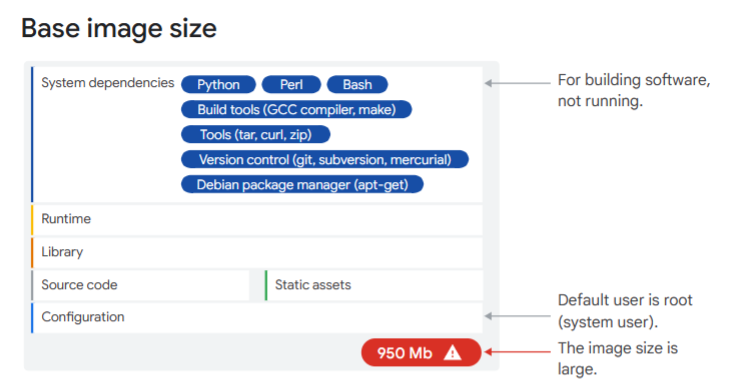 Base image size
System dependencies
Python
Perl
Bash
Build tools (GCC compiler, make)
Tools (tar, curl, zip)
Version control (git, subversion, mercurial)
Debian package manager (apt-get)
For building software,
not running.
Runtime
Library
Source code
Static assets
Configuration
Default user is root
(system user).
950 Mb
The image size is
large.